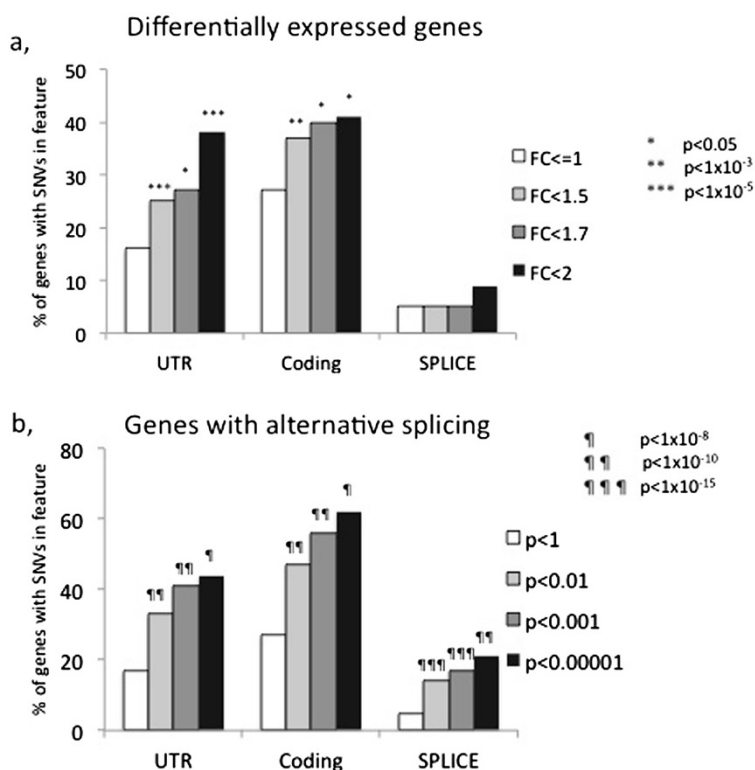 a,
Differentially expressed genes
% of genes with SNVs in feature
50
40
30
20
10
0
***
*
***
**
*
*
UTR
Coding
SPLICE
FC<=1
FC<1.5
FC<1.7
FC<2
* p<0.05
** p<1x10⁻³
*** p<1x10⁻⁵
b,
Genes with alternative splicing
% of genes with SNVs in feature
80
60
40
20
0
¶¶
¶¶
¶
¶¶
¶¶
¶
¶¶¶
¶¶¶
¶¶
UTR
Coding
SPLICE
¶ p<1x10⁻⁸
¶¶ p<1x10⁻¹⁰
¶¶¶ p<1x10⁻¹⁵
p<1
p<0.01
p<0.001
p<0.00001